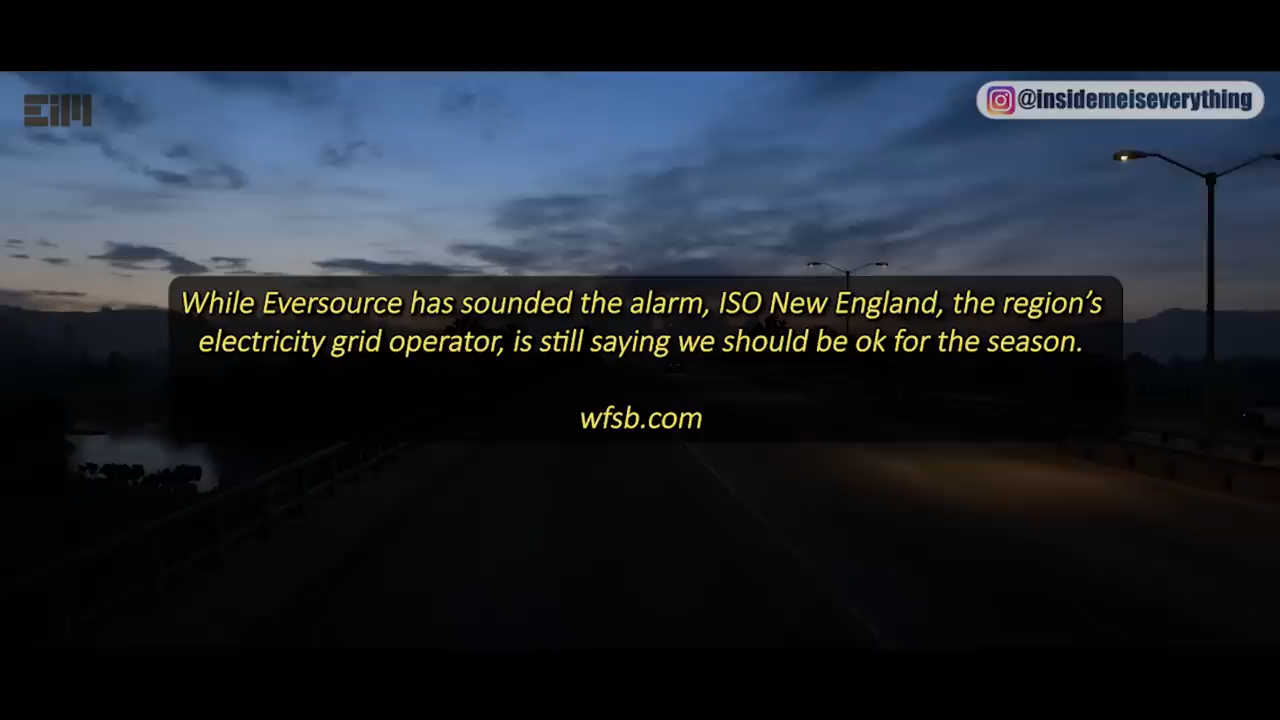 EiM
@insidemeiseverything
While Eversource has sounded the alarm, ISO New England, the region’s
electricity grid operator, is still saying we should be ok for the season.
wfsb.com